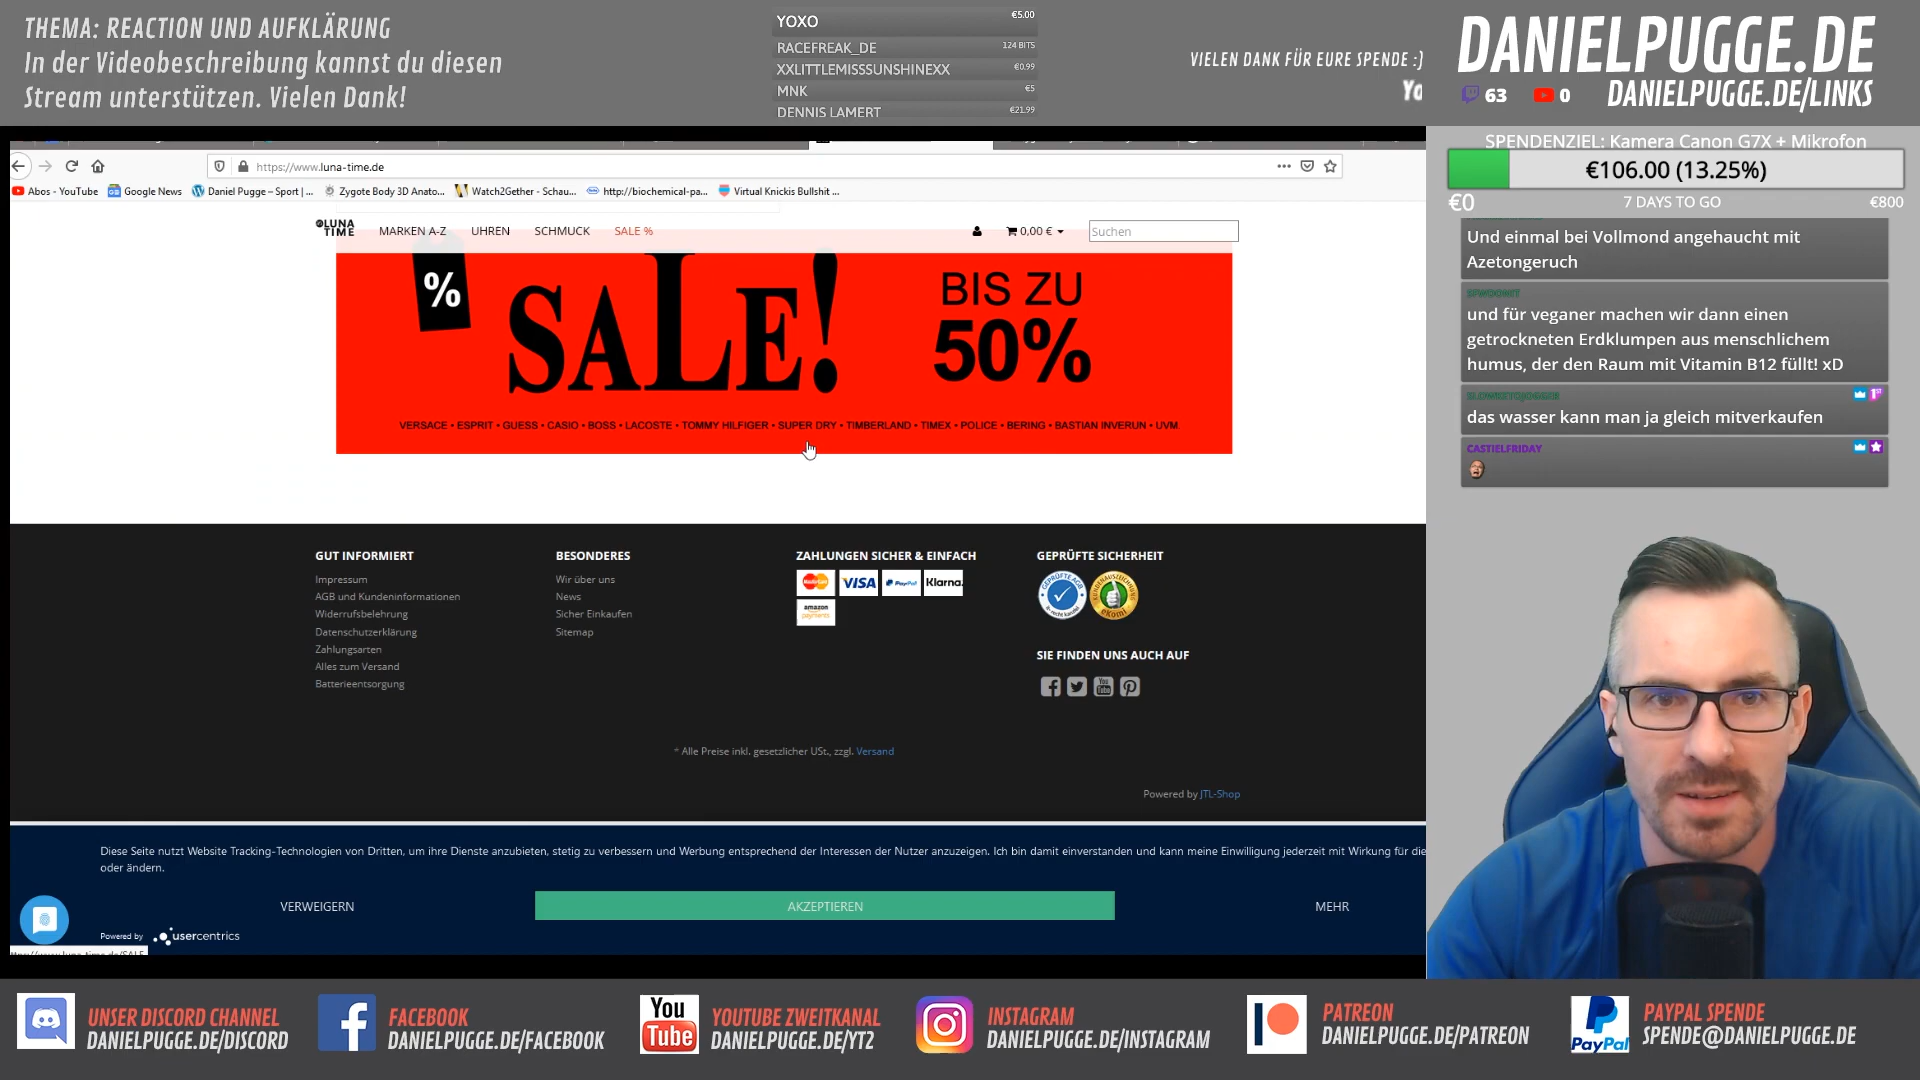 THEMA: REACTION UND AUFKLÄRUNG
In der Videobeschreibung kannst du diesen
Stream unterstützen. Vielen Dank!
YOXO €5.00
RACEFREAK_DE 124 BITS
XXLITTLEMISSSUNSHINEXX €0.99
MNK €5
DENNIS LAMERT €21.99
VIELEN DANK FÜR EURE SPENDE :)
Yo
DANIELPUGGE.DE
63 0 DANIELPUGGE.DE/LINKS
SPENDENZIEL: Kamera Canon G7X + Mikrofon
€106.00 (13.25%)
€0 7 DAYS TO GO €800
https://www.luna-time.de
Abos - YouTube Google News Daniel Pugge – Sport | ... Zygote Body 3D Anato... Watch2Gether - Schau... http://biochemical-pa... Virtual Knickis Bullshit ...
LUNA
TIME
MARKEN A-Z UHREN SCHMUCK SALE % 0,00 € Suchen
% SALE! BIS ZU
50%
VERSACE • ESPRIT • GUESS • CASIO • BOSS • LACOSTE • TOMMY HILFIGER • SUPER DRY • TIMBERLAND • TIMEX • POLICE • BERING • BASTIAN INVERUN • UVM
Und einmal bei Vollmond angehaucht mit
Azetongeruch
und für veganer machen wir dann einen
getrockneten Erdklumpen aus menschlichem
humus, der den Raum mit Vitamin B12 füllt! xD
das wasser kann man ja gleich mitverkaufen
CASTIELFRIDAY
GUT INFORMIERT
Impressum
AGB und Kundeninformationen
Widerrufsbelehrung
Datenschutzerklärung
Zahlungsarten
Alles zum Versand
Batterieentsorgung
BESONDERES
Wir über uns
News
Sicher Einkaufen
Sitemap
ZAHLUNGEN SICHER & EINFACH
MasterCard VISA PayPal Klarna.
amazon
payments
GEPRÜFTE SICHERHEIT
GEPRÜFTE AGB
eKomi
SIE FINDEN UNS AUCH AUF
You
Tube
* Alle Preise inkl. gesetzlicher USt., zzgl. Versand
Powered by JTL-Shop
Diese Seite nutzt Website Tracking-Technologien von Dritten, um ihre Dienste anzubieten, stetig zu verbessern und Werbung entsprechend der Interessen der Nutzer anzuzeigen. Ich bin damit einverstanden und kann meine Einwilligung jederzeit mit Wirkung für die
oder ändern.
VERWEIGERN AKZEPTIEREN MEHR
Powered by usercentrics
UNSER DISCORD CHANNEL
DANIELPUGGE.DE/DISCORD
FACEBOOK
DANIELPUGGE.DE/FACEBOOK
You
Tube
YOUTUBE ZWEITKANAL
DANIELPUGGE.DE/YT2
INSTAGRAM
DANIELPUGGE.DE/INSTAGRAM
PATREON
DANIELPUGGE.DE/PATREON
PayPal
PAYPAL SPENDE
SPENDE@DANIELPUGGE.DE